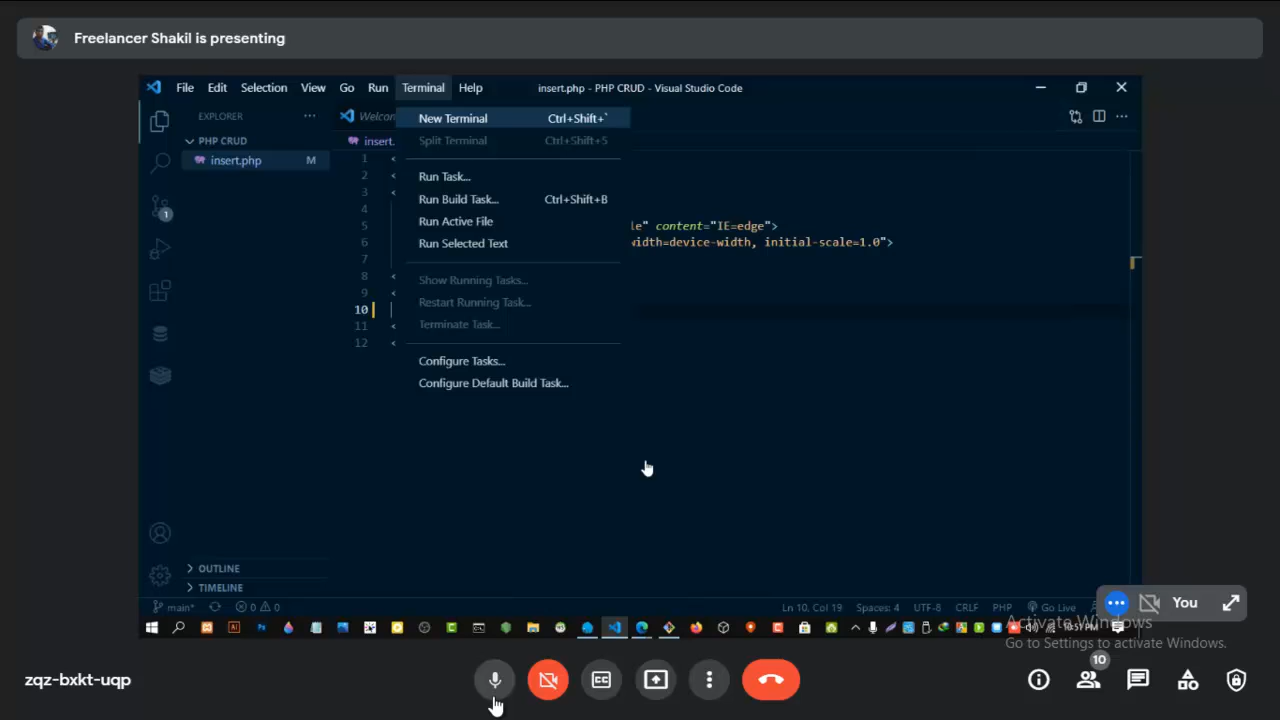 Freelancer Shakil is presenting
File Edit Selection View Go Run Terminal Help insert.php - PHP CRUD - Visual Studio Code
EXPLORER
PHP CRUD
insert.php M
1
Welcom
insert.
New Terminal Ctrl+Shift+`
Split Terminal Ctrl+Shift+5
Run Task...
Run Build Task... Ctrl+Shift+B
Run Active File
Run Selected Text
Show Running Tasks...
Restart Running Task...
Terminate Task...
Configure Tasks...
Configure Default Build Task...
1 <
2 <
3 <
4
5 le" content="IE=edge">
6 width=device-width, initial-scale=1.0">
7
8 <
9 <
10
11 <
12 <
OUTLINE
TIMELINE
main* 0 0 Ln 10, Col 19 Spaces: 4 UTF-8 CRLF PHP Go Live
You
Activate Windows
Go to Settings to activate Windows.
zqz-bxkt-uqp
10